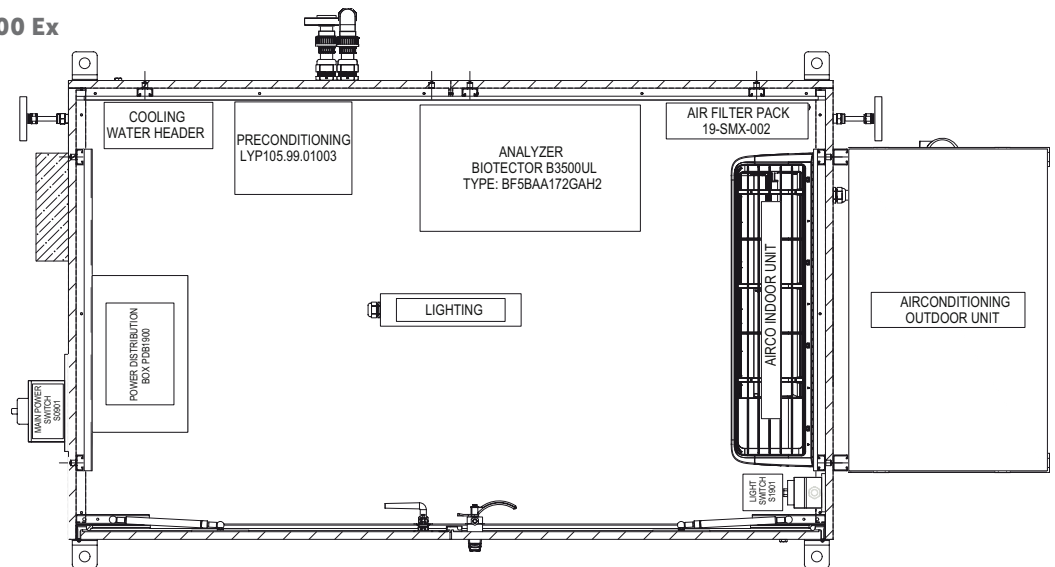 00 Ex
COOLING
WATER HEADER
PRECONDITIONING
LYP105.99.01003
ANALYZER
BIOTECTOR B3500UL
TYPE: BF5BAA172GAH2
AIR FILTER PACK
19-SMX-002
LIGHTING
AIRCO INDOOR UNIT
AIRCONDITIONING
OUTDOOR UNIT
POWER DISTRIBUTION
BOX PDB1900
MAIN POWER
SWITCH
S0901
LIGHT
SWITCH
S1901